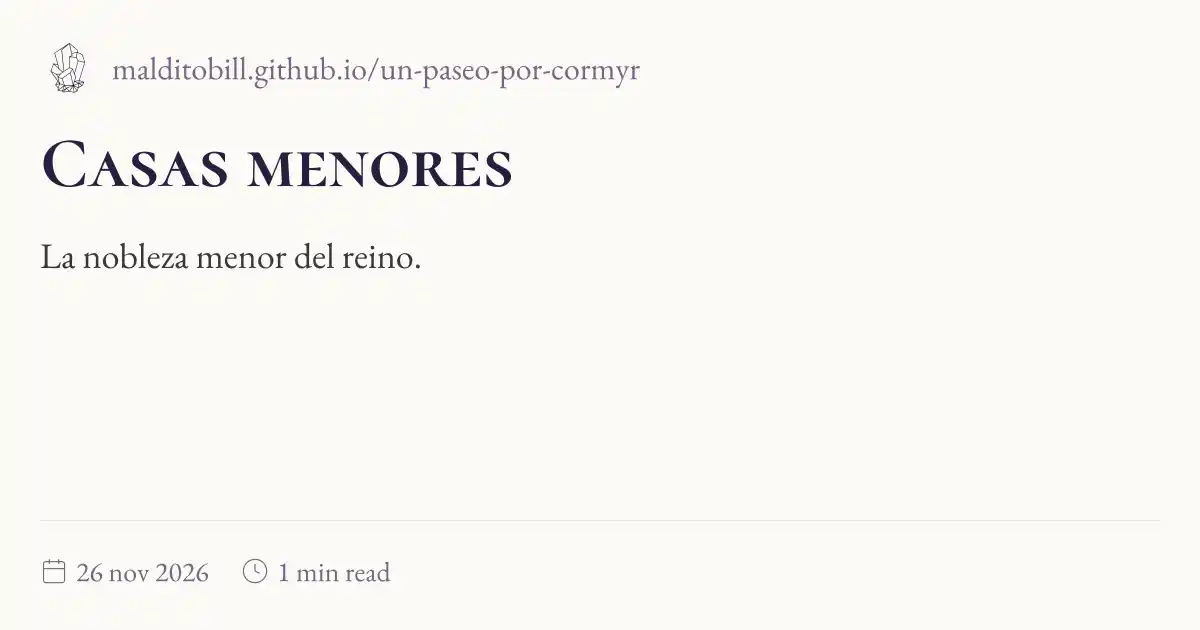 malditobill.github.io/un-paseo-por-cormyr
Casas menores
La nobleza menor del reino.
26 nov 2026 1 min read